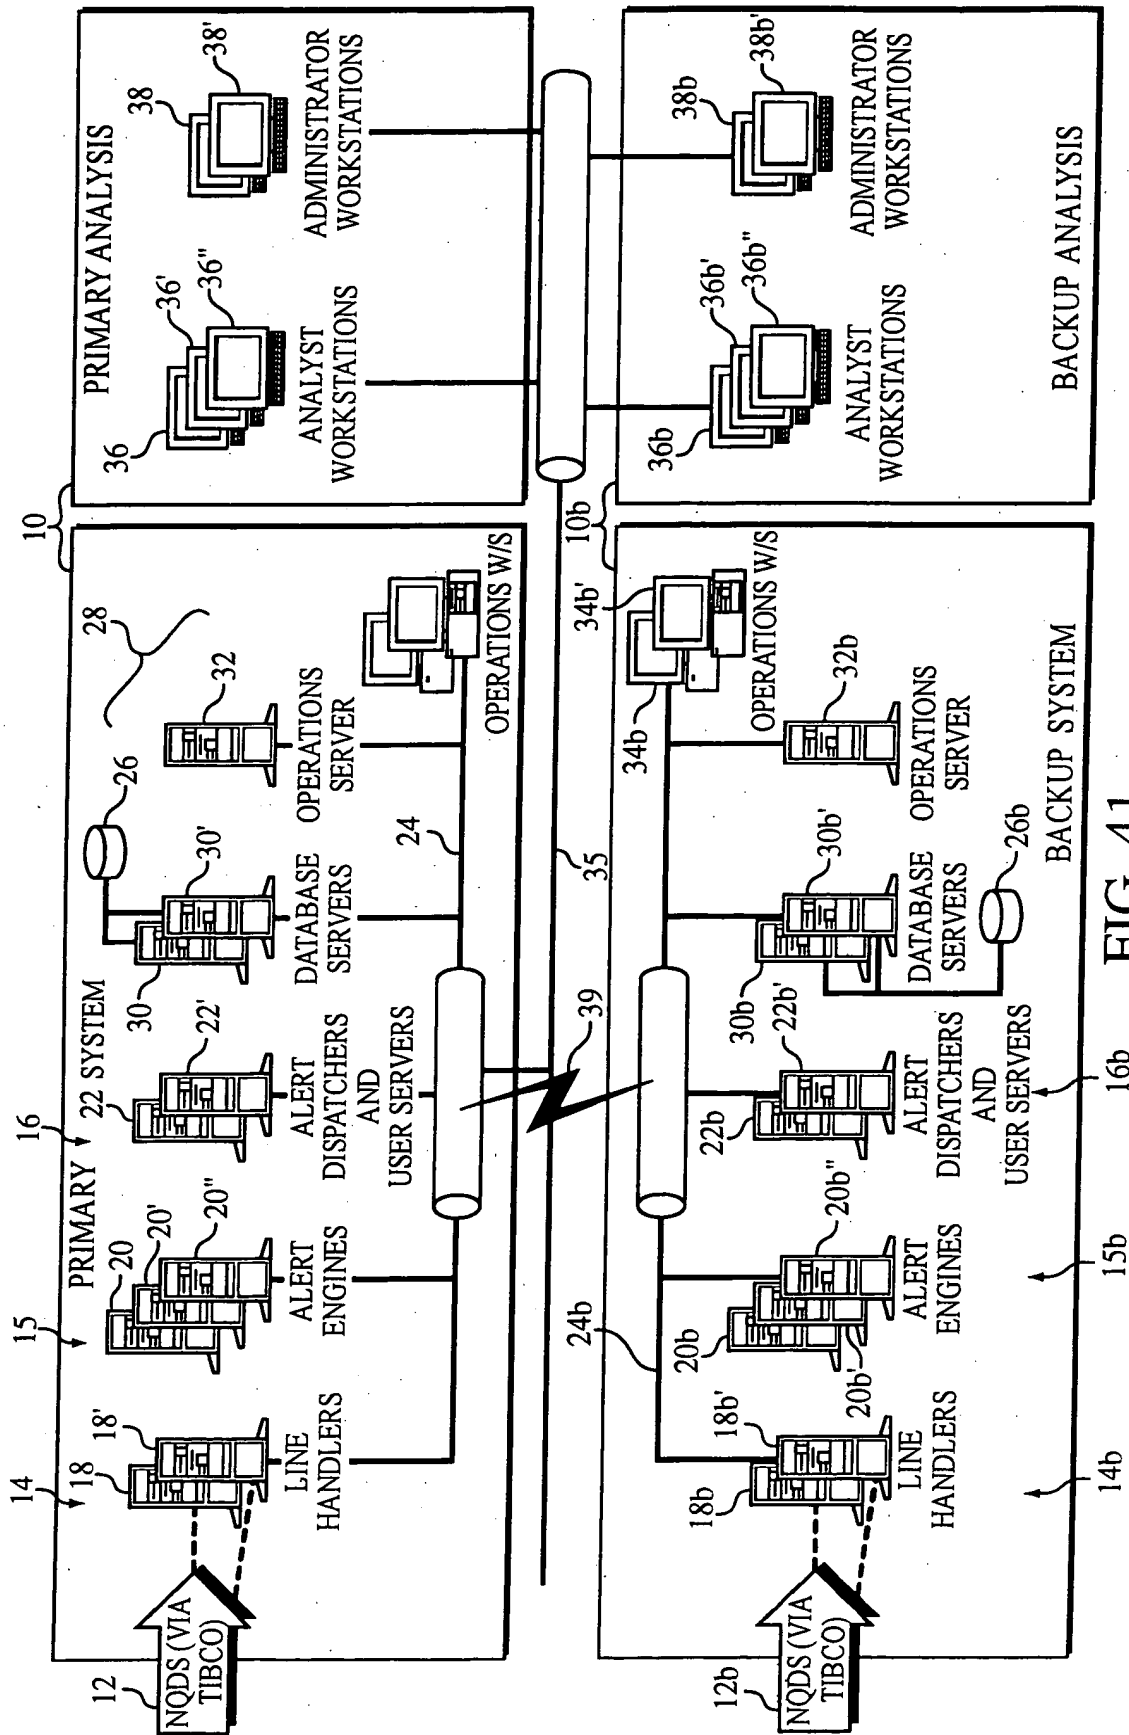 10
PRIMARY SYSTEM
PRIMARY ANALYSIS
14
15
16
28
12
NQDS (VIA
TIBCO)
18
18'
20
20'
20"
22
22'
30
30'
26
32
36
36'
36"
38
38'
LINE
HANDLERS
ALERT
ENGINES
ALERT
DISPATCHERS
AND
USER SERVERS
DATABASE
SERVERS
OPERATIONS
SERVER
OPERATIONS W/S
ANALYST
WORKSTATIONS
ADMINISTRATOR
WORKSTATIONS
24
35
39
10b
12b
NQDS (VIA
TIBCO)
24b
34b
34b'
18b
18b'
20b
20b'
20b"
22b
22b'
30b
30b'
26b
32b
36b
36b'
36b"
38b
38b'
LINE
HANDLERS
ALERT
ENGINES
ALERT
DISPATCHERS
AND
USER SERVERS
DATABASE
SERVERS
OPERATIONS
SERVER
OPERATIONS W/S
ANALYST
WORKSTATIONS
ADMINISTRATOR
WORKSTATIONS
BACKUP SYSTEM
BACKUP ANALYSIS
14b
15b
16b
FIG. 41